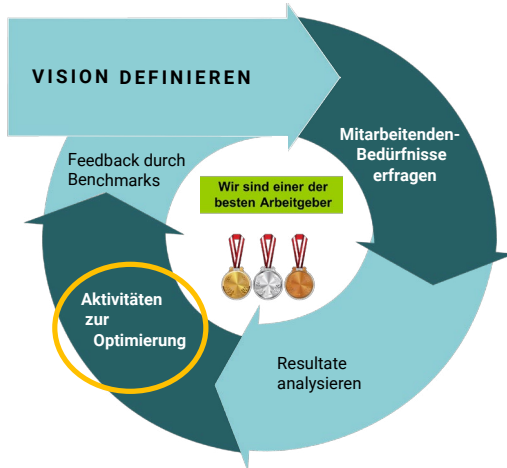 VISION DEFINIEREN
Mitarbeitenden-
Bedürfnisse
erfragen
Feedback durch
Benchmarks
Wir sind einer der
besten Arbeitgeber
Aktivitäten
zur
Optimierung
Resultate
analysieren